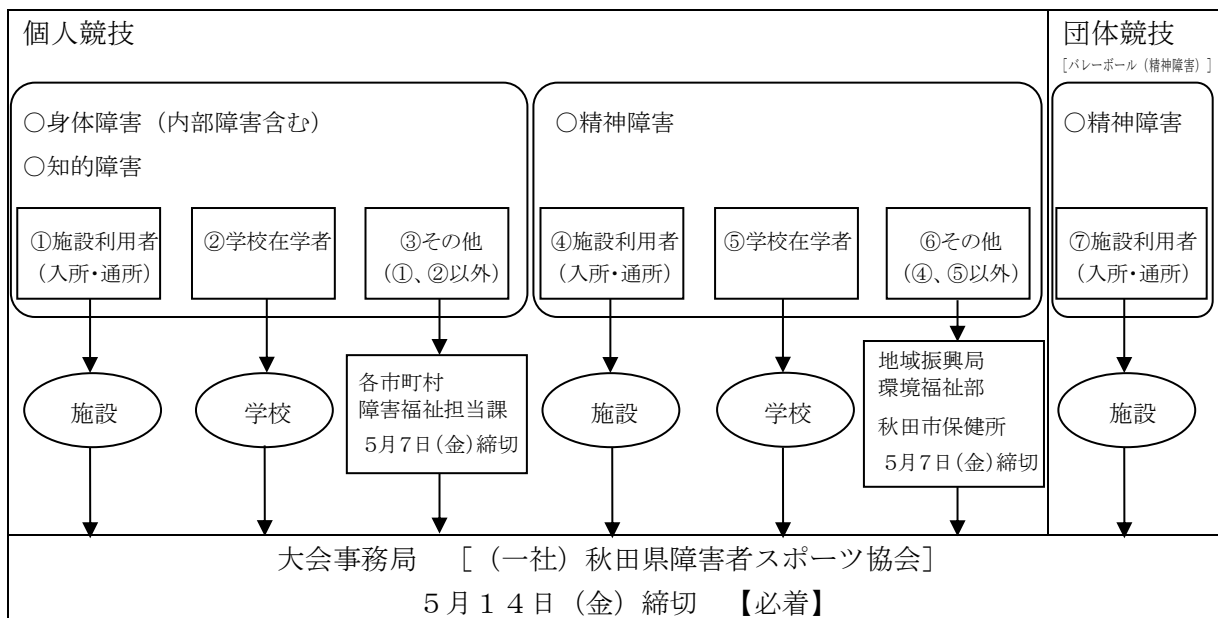 個人競技
団体競技
[バレーボール（精神障害）]
○身体障害（内部障害含む）
○知的障害
○精神障害
○精神障害
①施設利用者
（入所・通所）
②学校在学者
③その他
（①、②以外）
④施設利用者
（入所・通所）
⑤学校在学者
⑥その他
（④、⑤以外）
⑦施設利用者
（入所・通所）
施設
学校
各市町村
障害福祉担当課
5月7日（金）締切
施設
学校
地域振興局
環境福祉部
秋田市保健所
5月7日（金）締切
施設
大会事務局　［（一社）秋田県障害者スポーツ協会］
５月１４日（金）締切　【必着】